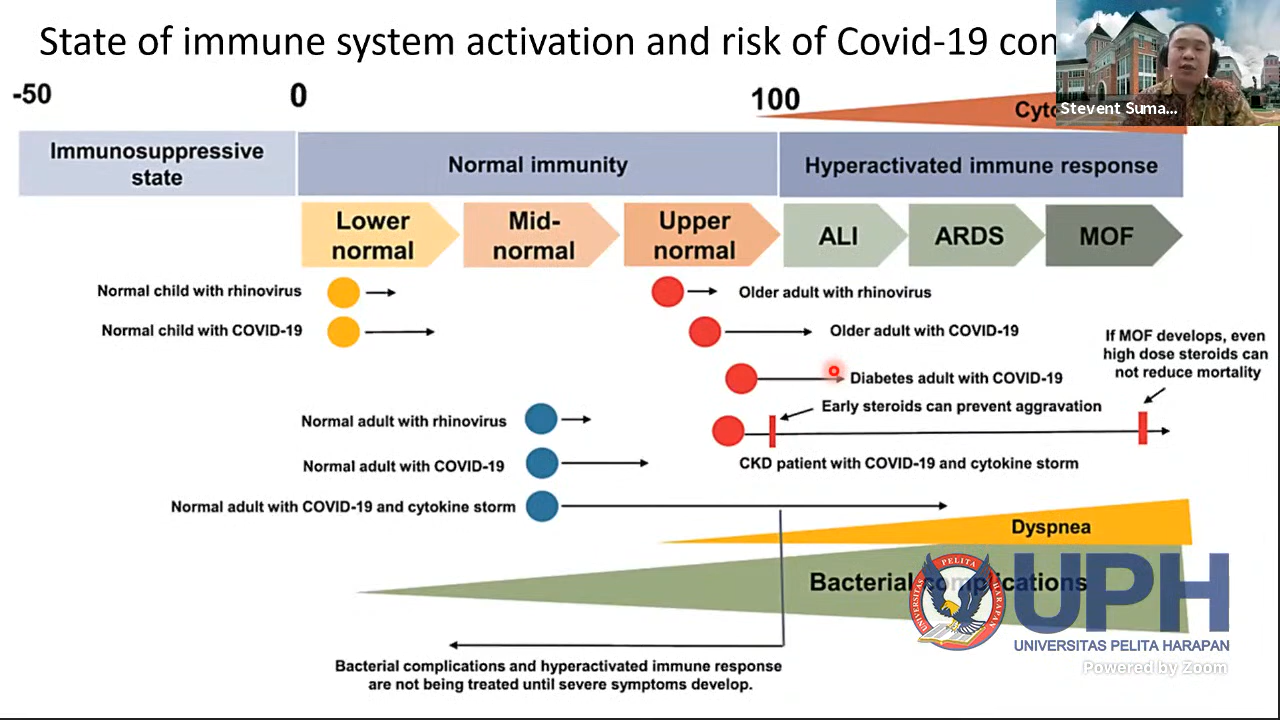 State of immune system activation and risk of Covid-19
Stevent Suma...
-50
0
100
Immunosuppressive
state
Normal immunity
Hyperactivated immune response
Lower
normal
Mid-
normal
Upper
normal
ALI
ARDS
MOF
Normal child with rhinovirus
Older adult with rhinovirus
Normal child with COVID-19
Older adult with COVID-19
If MOF develops, even
high dose steroids can
not reduce mortality
Diabetes adult with COVID-19
Early steroids can prevent aggravation
Normal adult with rhinovirus
CKD patient with COVID-19 and cytokine storm
Normal adult with COVID-19
Normal adult with COVID-19 and cytokine storm
Dyspnea
Bacterial complications
UNIVERSITAS PELITA HARAPAN
UPH
UNIVERSITAS PELITA HARAPAN
Bacterial complications and hyperactivated immune response
are not being treated until severe symptoms develop.
Powered by Zoom